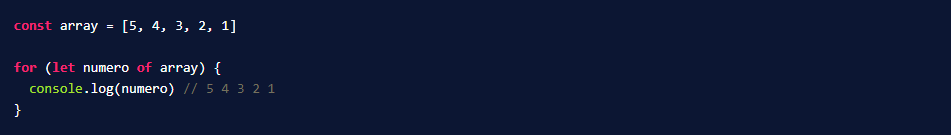 const array = [5, 4, 3, 2, 1]

for (let numero of array) {
  console.log(numero) // 5 4 3 2 1
}